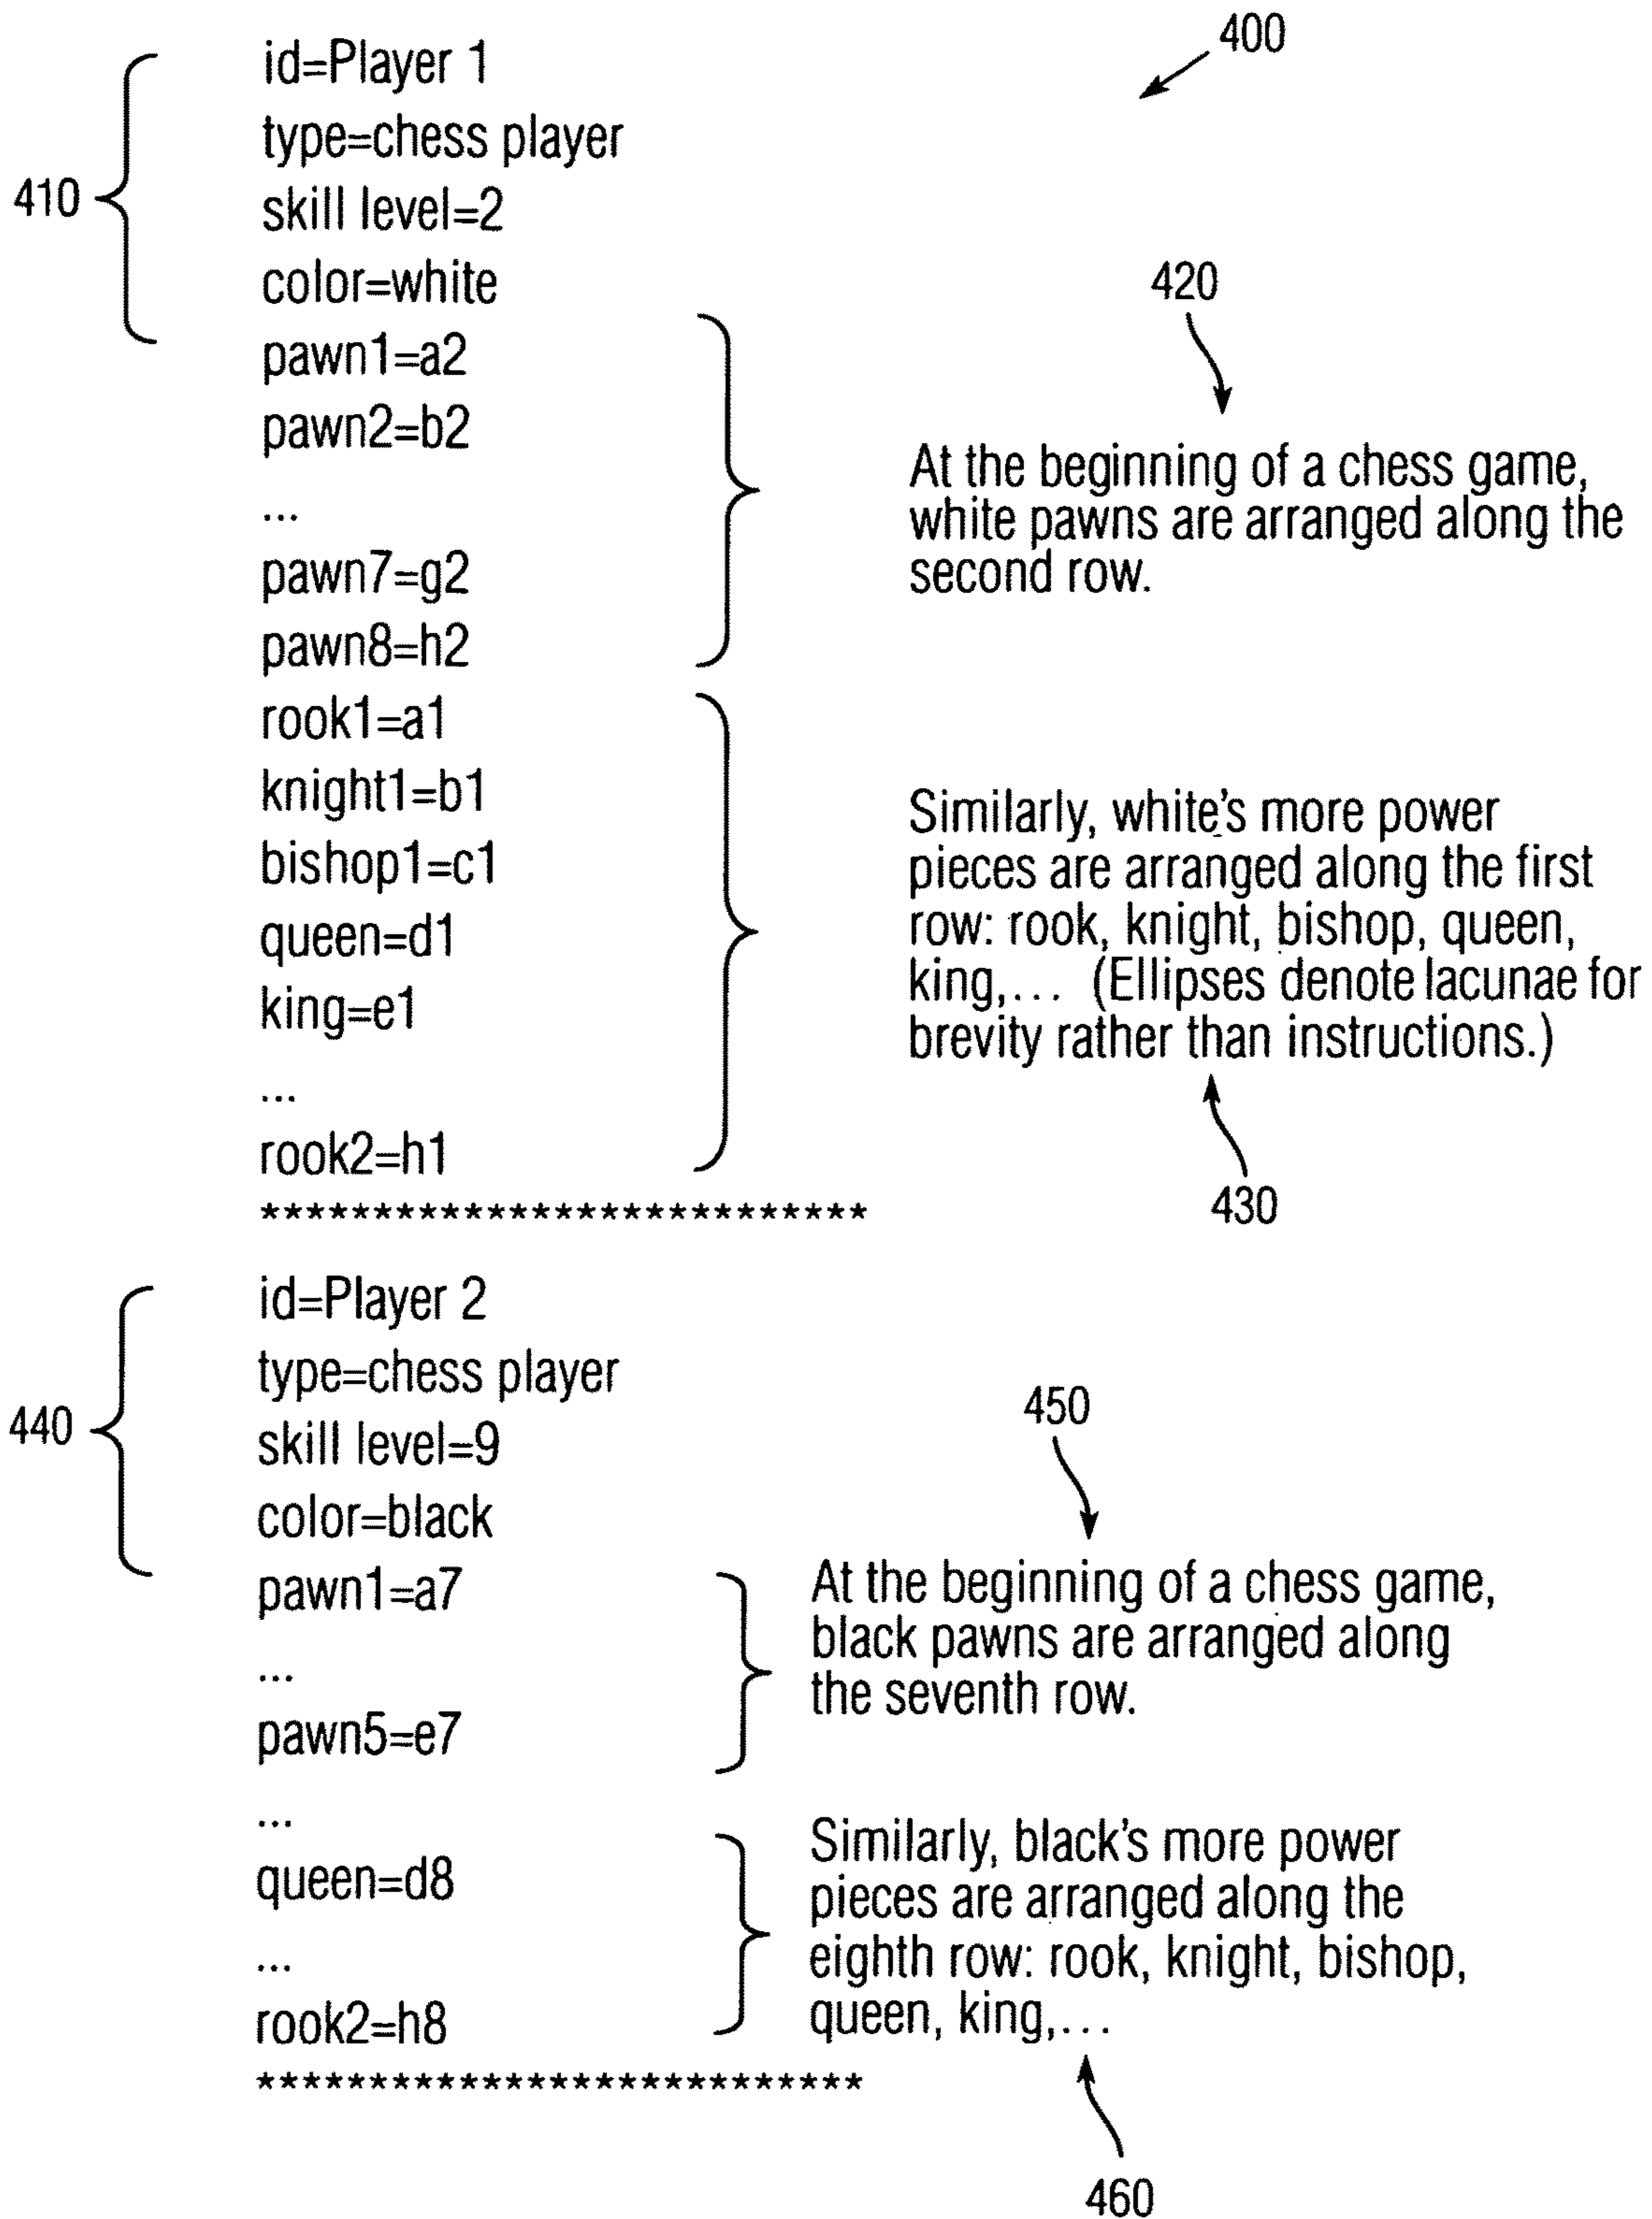 400
id=Player 1
type=chess player
410
skill level=2
color=white
420
pawn1=a2
pawn2=b2
...
pawn7=g2
pawn8=h2
At the beginning of a chess game,
white pawns are arranged along the
second row.
rook1=a1
knight1=b1
bishop1=c1
queen=d1
king=e1
...
rook2=h1
Similarly, white's more power
pieces are arranged along the first
row: rook, knight, bishop, queen,
king,... (Ellipses denote lacunae for
brevity rather than instructions.)
430
**************************
id=Player 2
type=chess player
440
skill level=9
color=black
450
pawn1=a7
...
pawn5=e7
At the beginning of a chess game,
black pawns are arranged along
the seventh row.
...
queen=d8
...
rook2=h8
Similarly, black's more power
pieces are arranged along the
eighth row: rook, knight, bishop,
queen, king,...
**************************
460